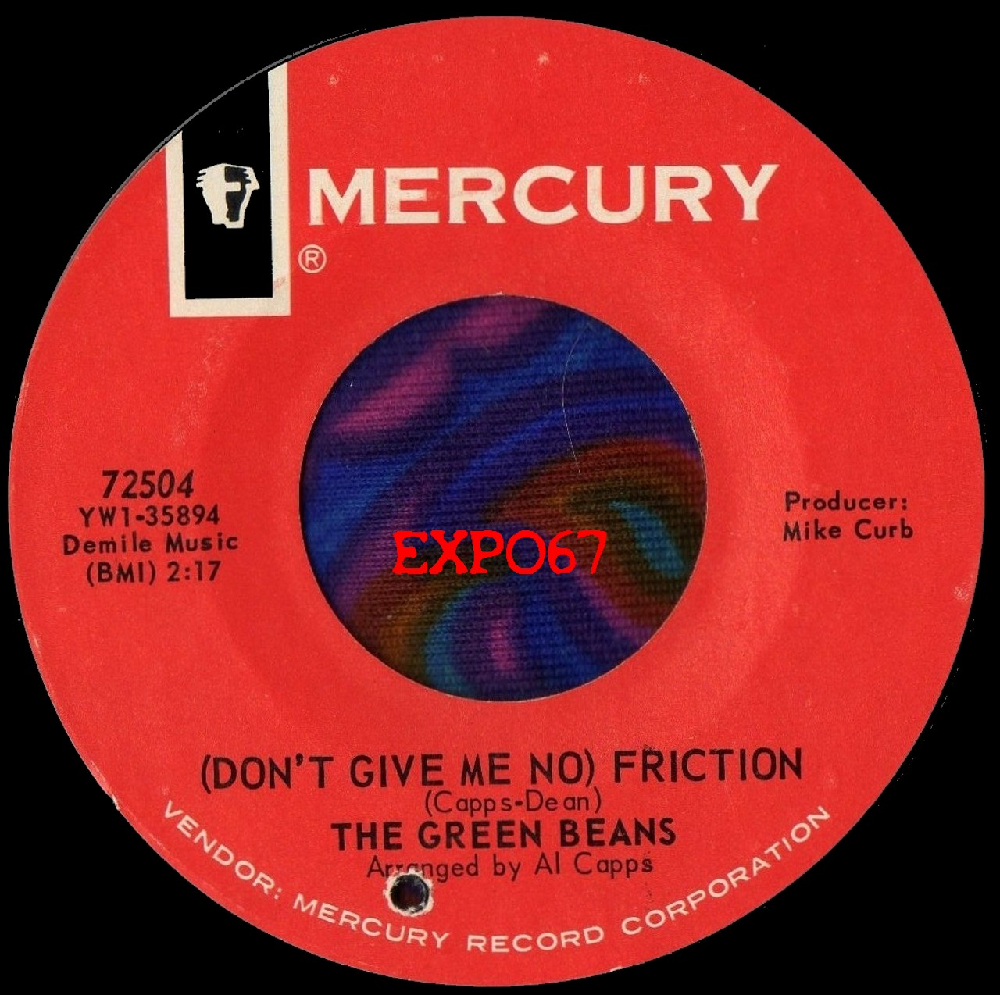 MERCURY
®
72504
YW1-35894
Demile Music
(BMI) 2:17
Producer:
Mike Curb
EXPO67
(DON'T GIVE ME NO) FRICTION
(Capps-Dean)
THE GREEN BEANS
Arranged by Al Capps
VENDOR: MERCURY RECORD CORPORATION